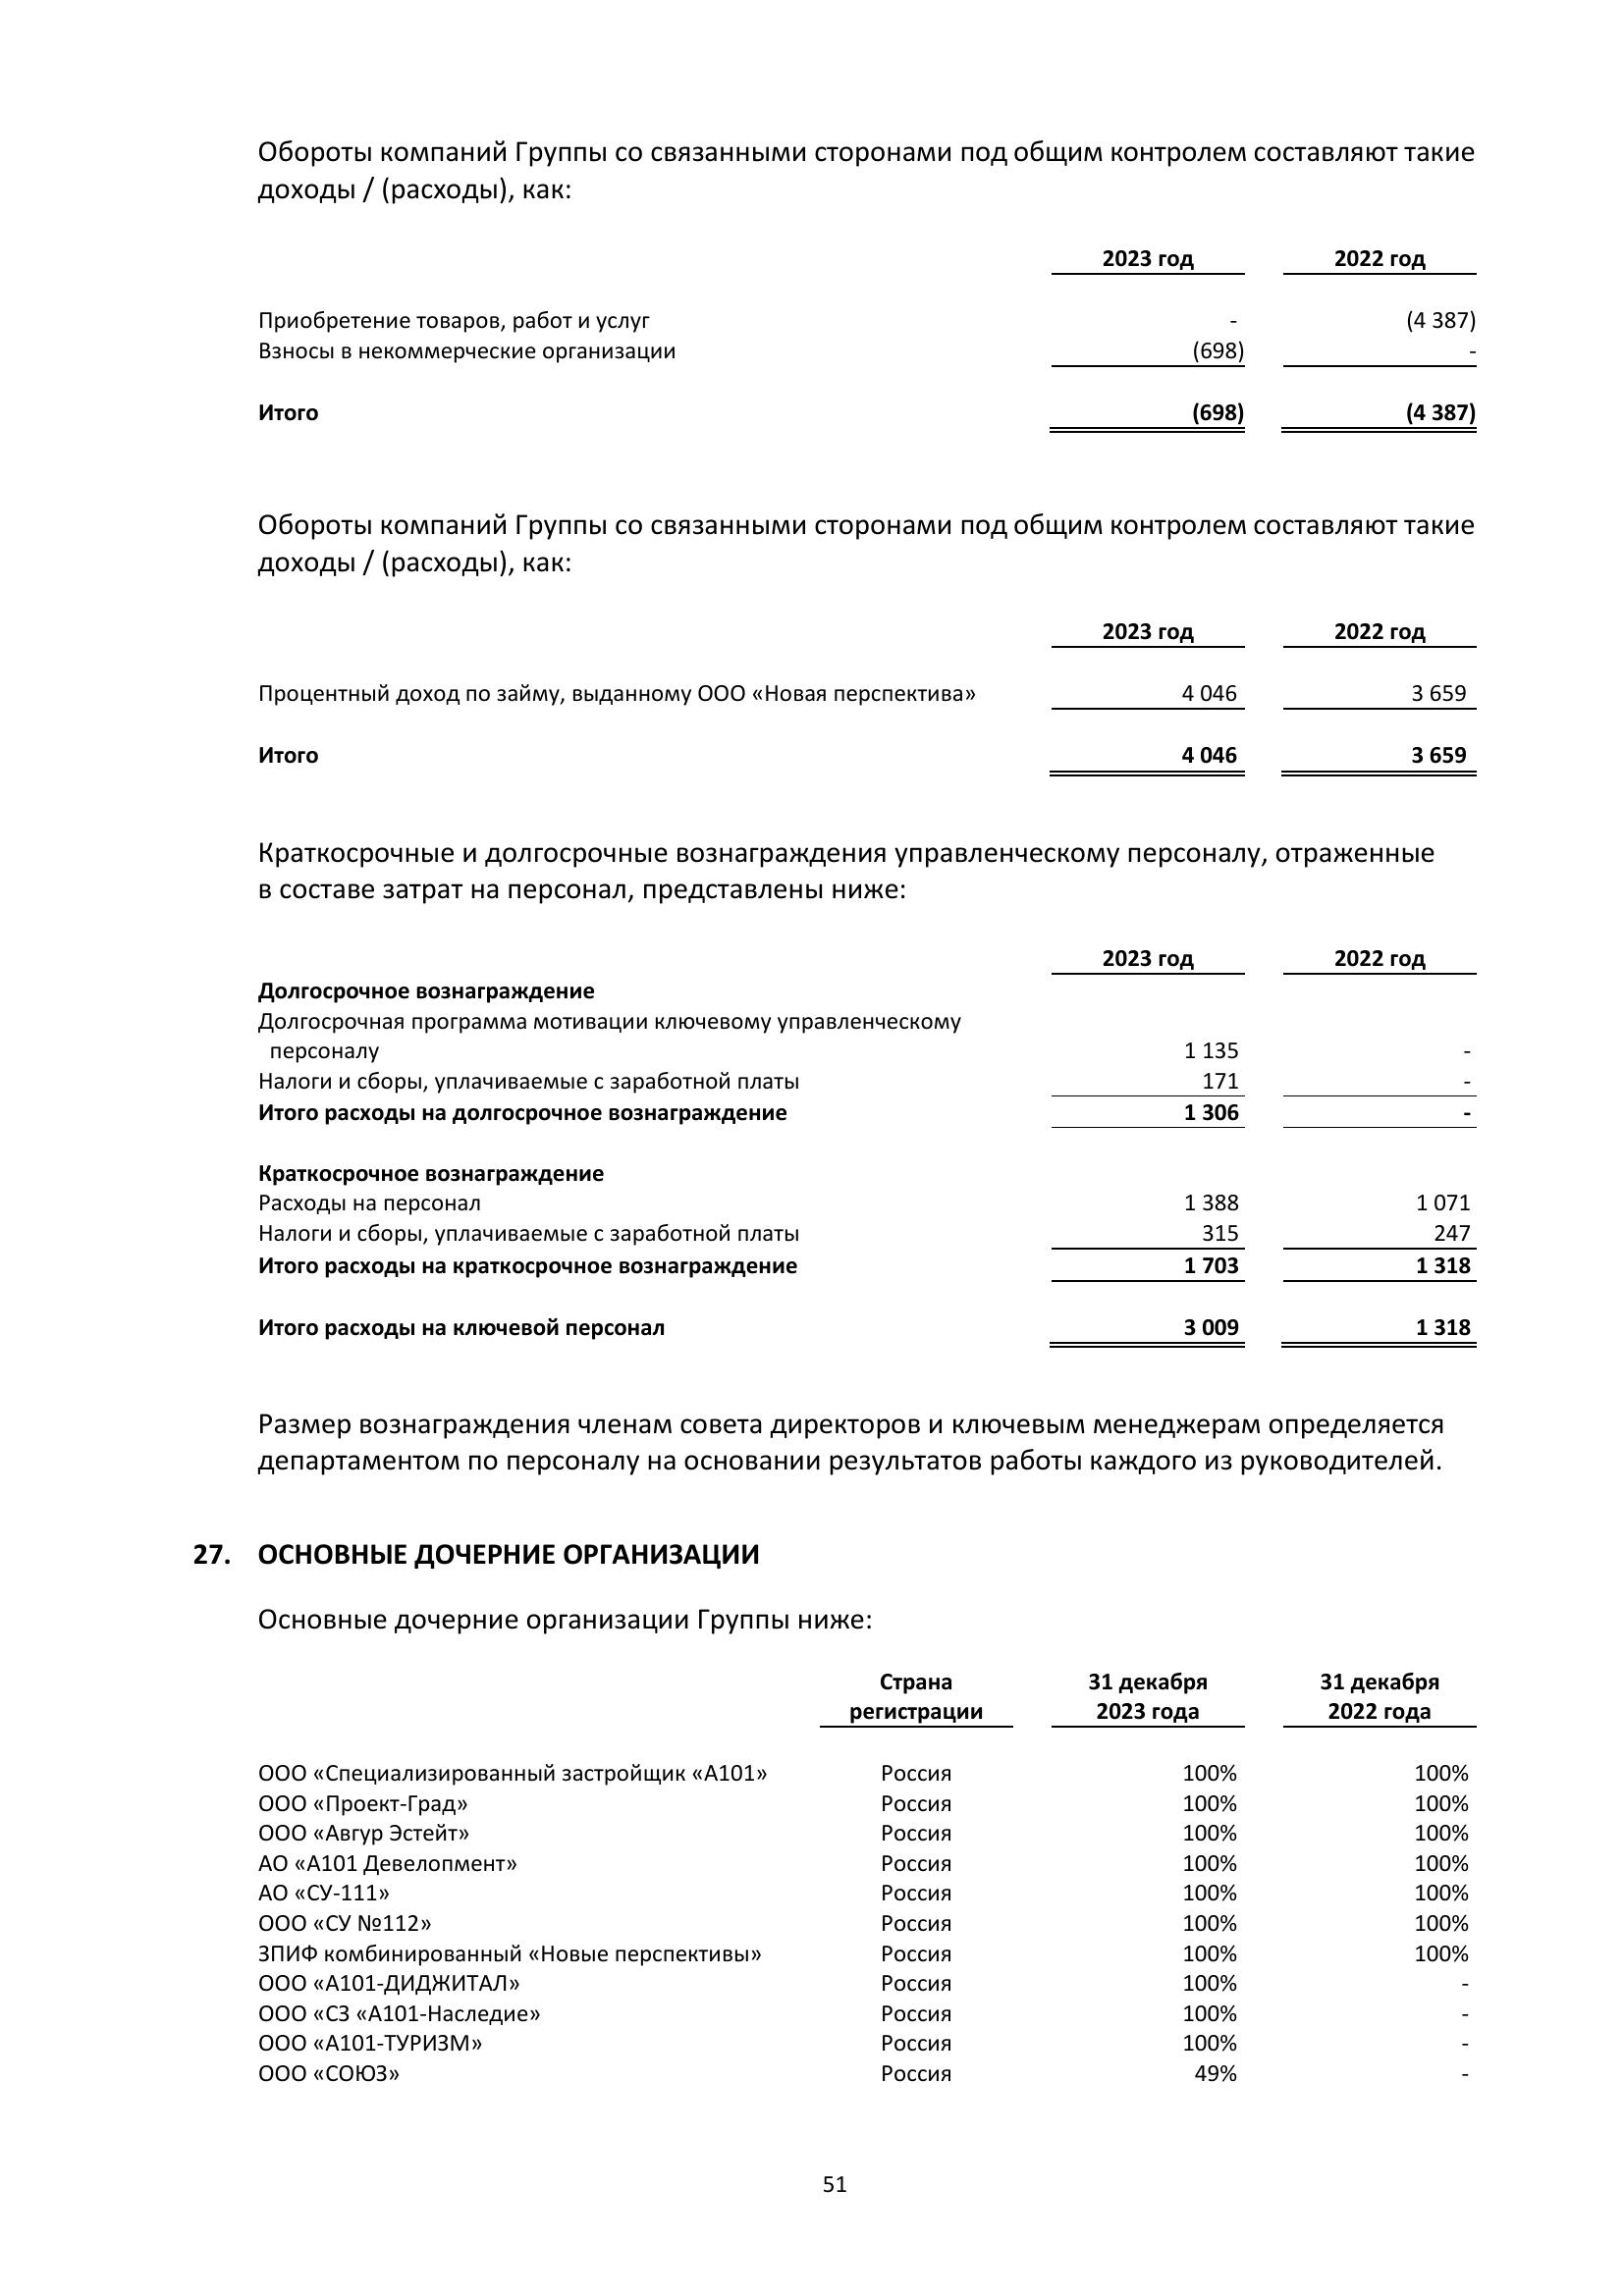 Обороты компаний Группы со связанными сторонами под общим контролем составляют такие
доходы / (расходы), как:
2023 год 2022 год
Приобретение товаров, работ и услуг - (4 387)
Взносы в некоммерческие организации (698) -
Итого (698) (4 387)
Обороты компаний Группы со связанными сторонами под общим контролем составляют такие
доходы / (расходы), как:
2023 год 2022 год
Процентный доход по займу, выданному ООО «Новая перспектива» 4 046 3 659
Итого 4 046 3 659
Краткосрочные и долгосрочные вознаграждения управленческому персоналу, отраженные
в составе затрат на персонал, представлены ниже:
2023 год 2022 год
Долгосрочное вознаграждение
Долгосрочная программа мотивации ключевому управленческому
персоналу 1 135 -
Налоги и сборы, уплачиваемые с заработной платы 171 -
Итого расходы на долгосрочное вознаграждение 1 306 -
Краткосрочное вознаграждение
Расходы на персонал 1 388 1 071
Налоги и сборы, уплачиваемые с заработной платы 315 247
Итого расходы на краткосрочное вознаграждение 1 703 1 318
Итого расходы на ключевой персонал 3 009 1 318
Размер вознаграждения членам совета директоров и ключевым менеджерам определяется
департаментом по персоналу на основании результатов работы каждого из руководителей.
27. ОСНОВНЫЕ ДОЧЕРНИЕ ОРГАНИЗАЦИИ
Основные дочерние организации Группы ниже:
Страна 31 декабря 31 декабря
регистрации 2023 года 2022 года
ООО «Специализированный застройщик «А101» Россия 100% 100%
ООО «Проект-Град» Россия 100% 100%
ООО «Авгур Эстейт» Россия 100% 100%
АО «А101 Девелопмент» Россия 100% 100%
АО «СУ-111» Россия 100% 100%
ООО «СУ №112» Россия 100% 100%
ЗПИФ комбинированный «Новые перспективы» Россия 100% 100%
ООО «А101-ДИДЖИТАЛ» Россия 100% -
ООО «СЗ «А101-Наследие» Россия 100% -
ООО «А101-ТУРИЗМ» Россия 100% -
ООО «СОЮЗ» Россия 49% -
51